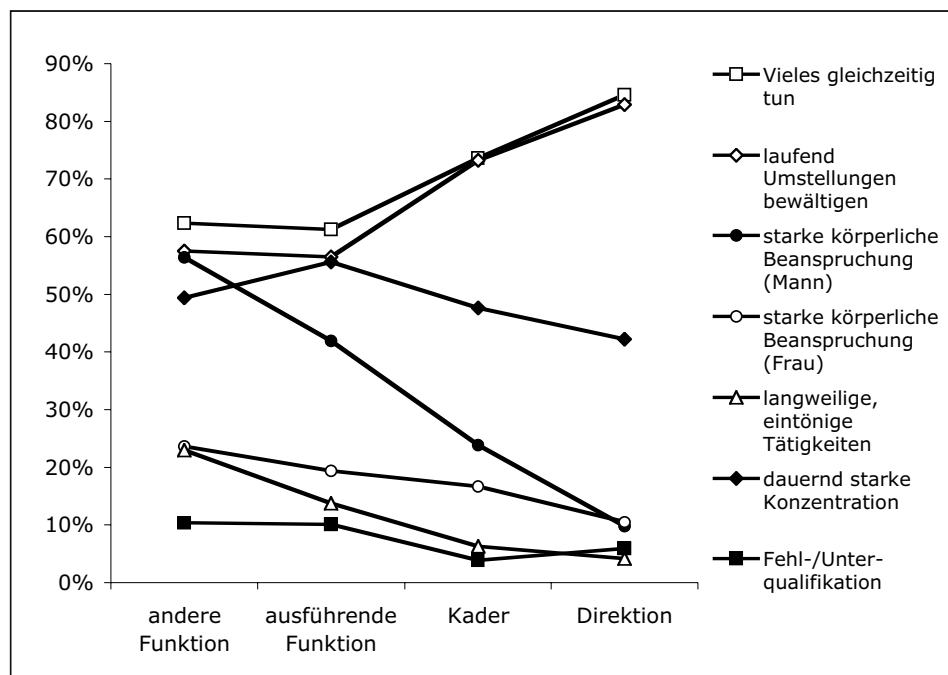 90%
80%
70%
60%
50%
40%
30%
20%
10%
0%
andere
Funktion
ausführende
Funktion
Kader
Direktion
Vieles gleichzeitig
tun
laufend
Umstellungen
bewältigen
starke körperliche
Beanspruchung
(Mann)
starke körperliche
Beanspruchung
(Frau)
langweilige,
eintönige
Tätigkeiten
dauernd starke
Konzentration
Fehl-/Unter-
qualifikation